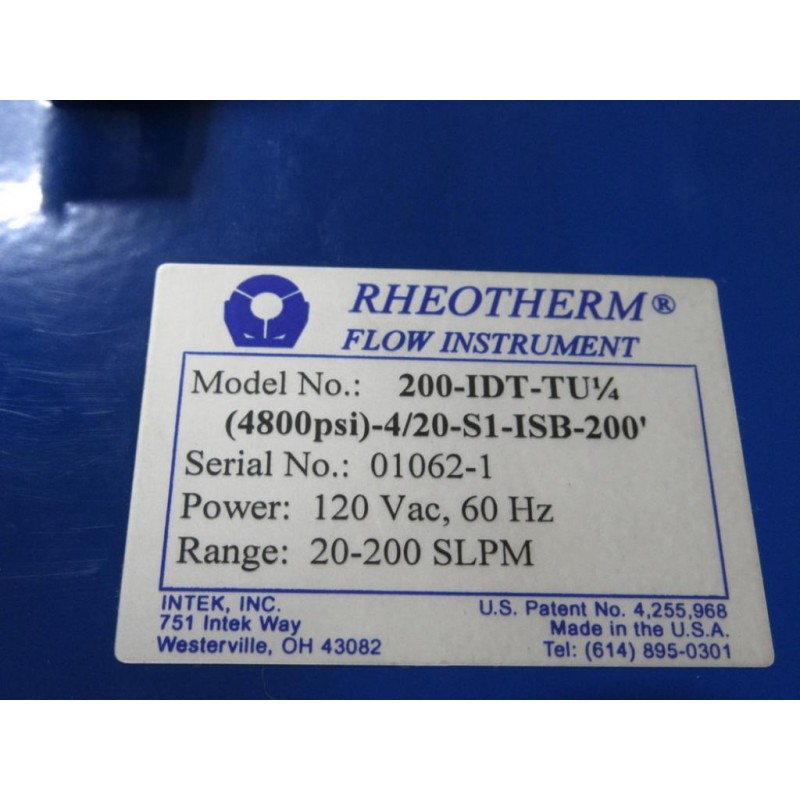 RHEOTHERM®
FLOW INSTRUMENT
Model No.: 200-IDT-TU¼
(4800psi)-4/20-S1-ISB-200'
Serial No.: 01062-1
Power: 120 Vac, 60 Hz
Range: 20-200 SLPM
INTEK, INC.
751 Intek Way
Westerville, OH 43082
U.S. Patent No. 4,255,968
Made in the U.S.A.
Tel: (614) 895-0301